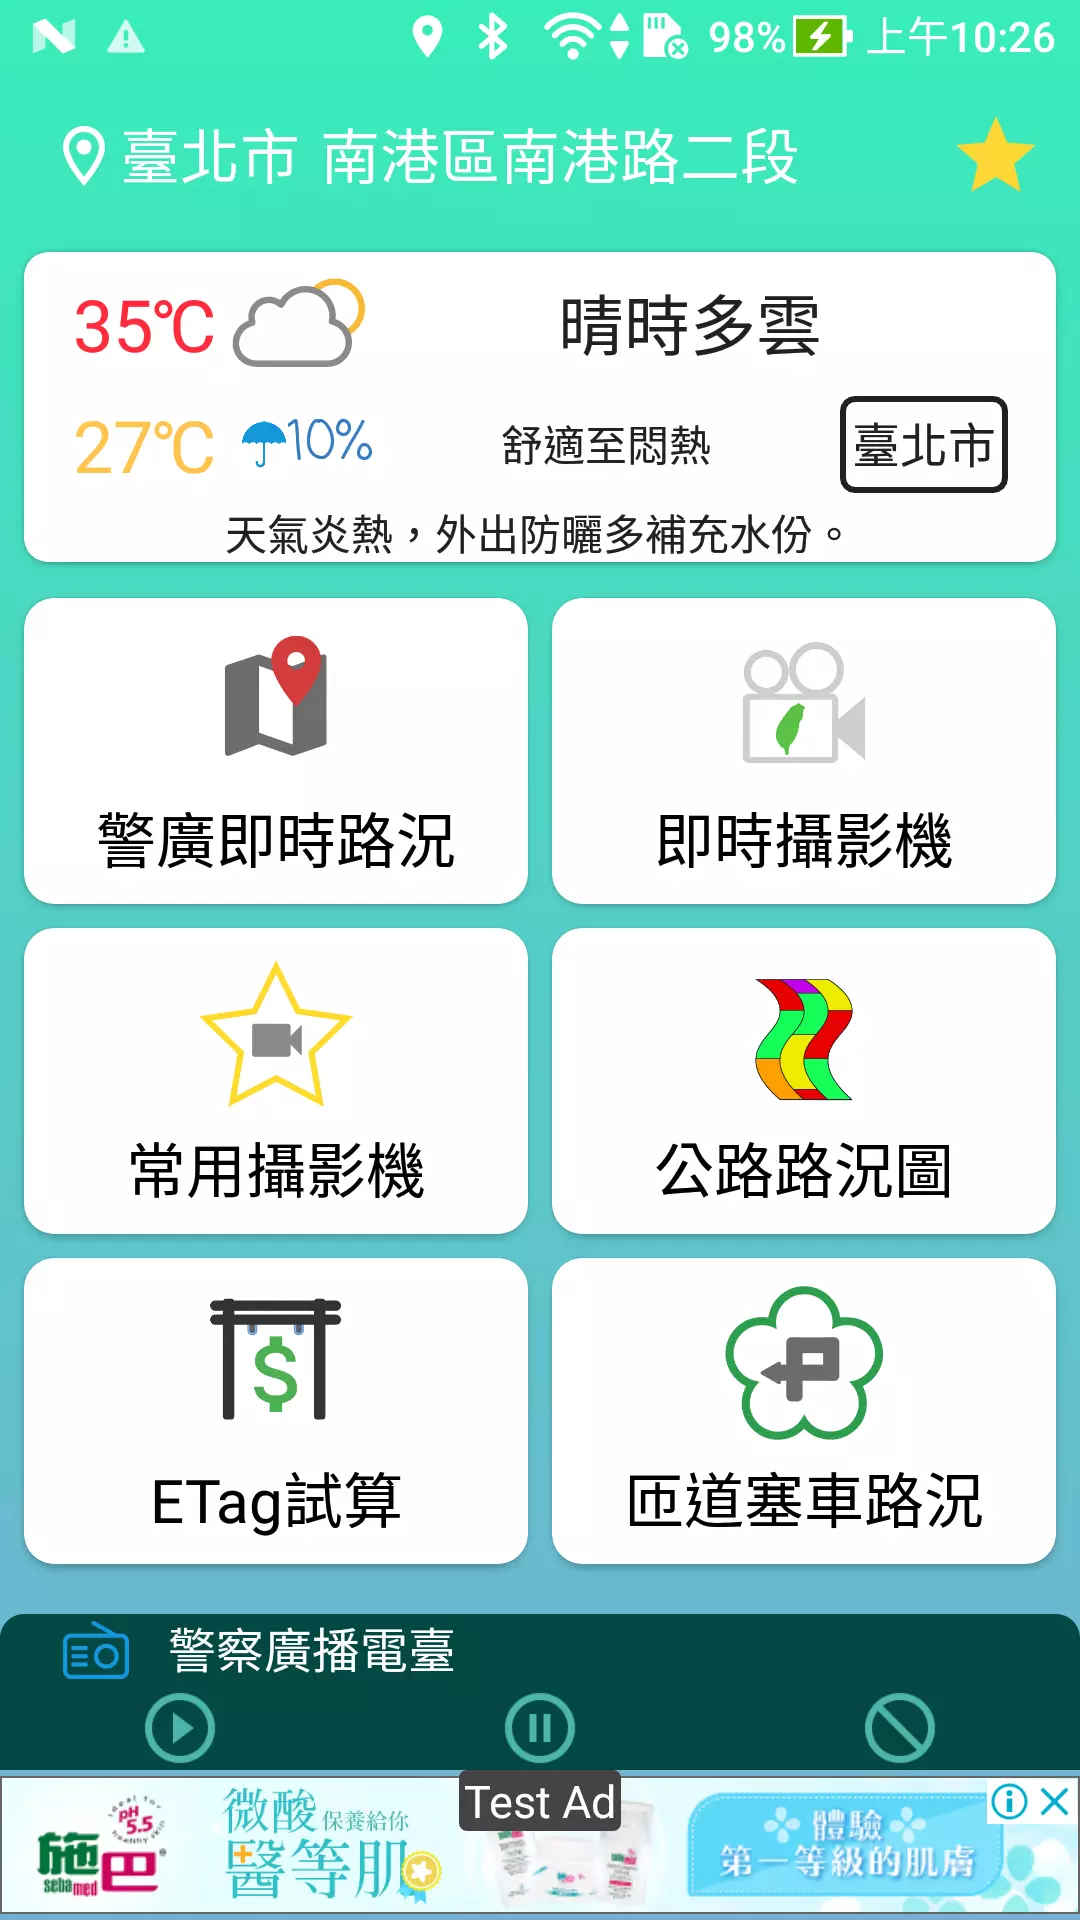 98% 上午10:26
臺北市 南港區南港路二段
35℃ 晴時多雲
27℃ 10% 舒適至悶熱 臺北市
天氣炎熱，外出防曬多補充水份。
警廣即時路況 即時攝影機
常用攝影機 公路路況圖
ETag試算 匝道塞車路況
警察廣播電臺
Test Ad
ideal for
pH
5.5
healthy skin
施巴
sebamed
微酸保養給你
醫等肌
體驗
第一等級的肌膚